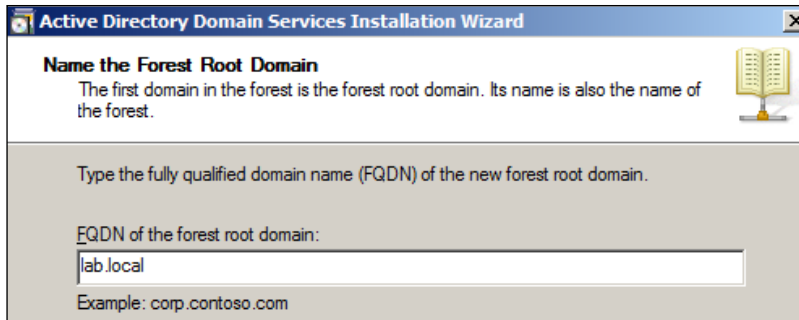 Active Directory Domain Services Installation Wizard
Name the Forest Root Domain
The first domain in the forest is the forest root domain. Its name is also the name of
the forest.
Type the fully qualified domain name (FQDN) of the new forest root domain.
FQDN of the forest root domain:
lab.local
Example: corp.contoso.com